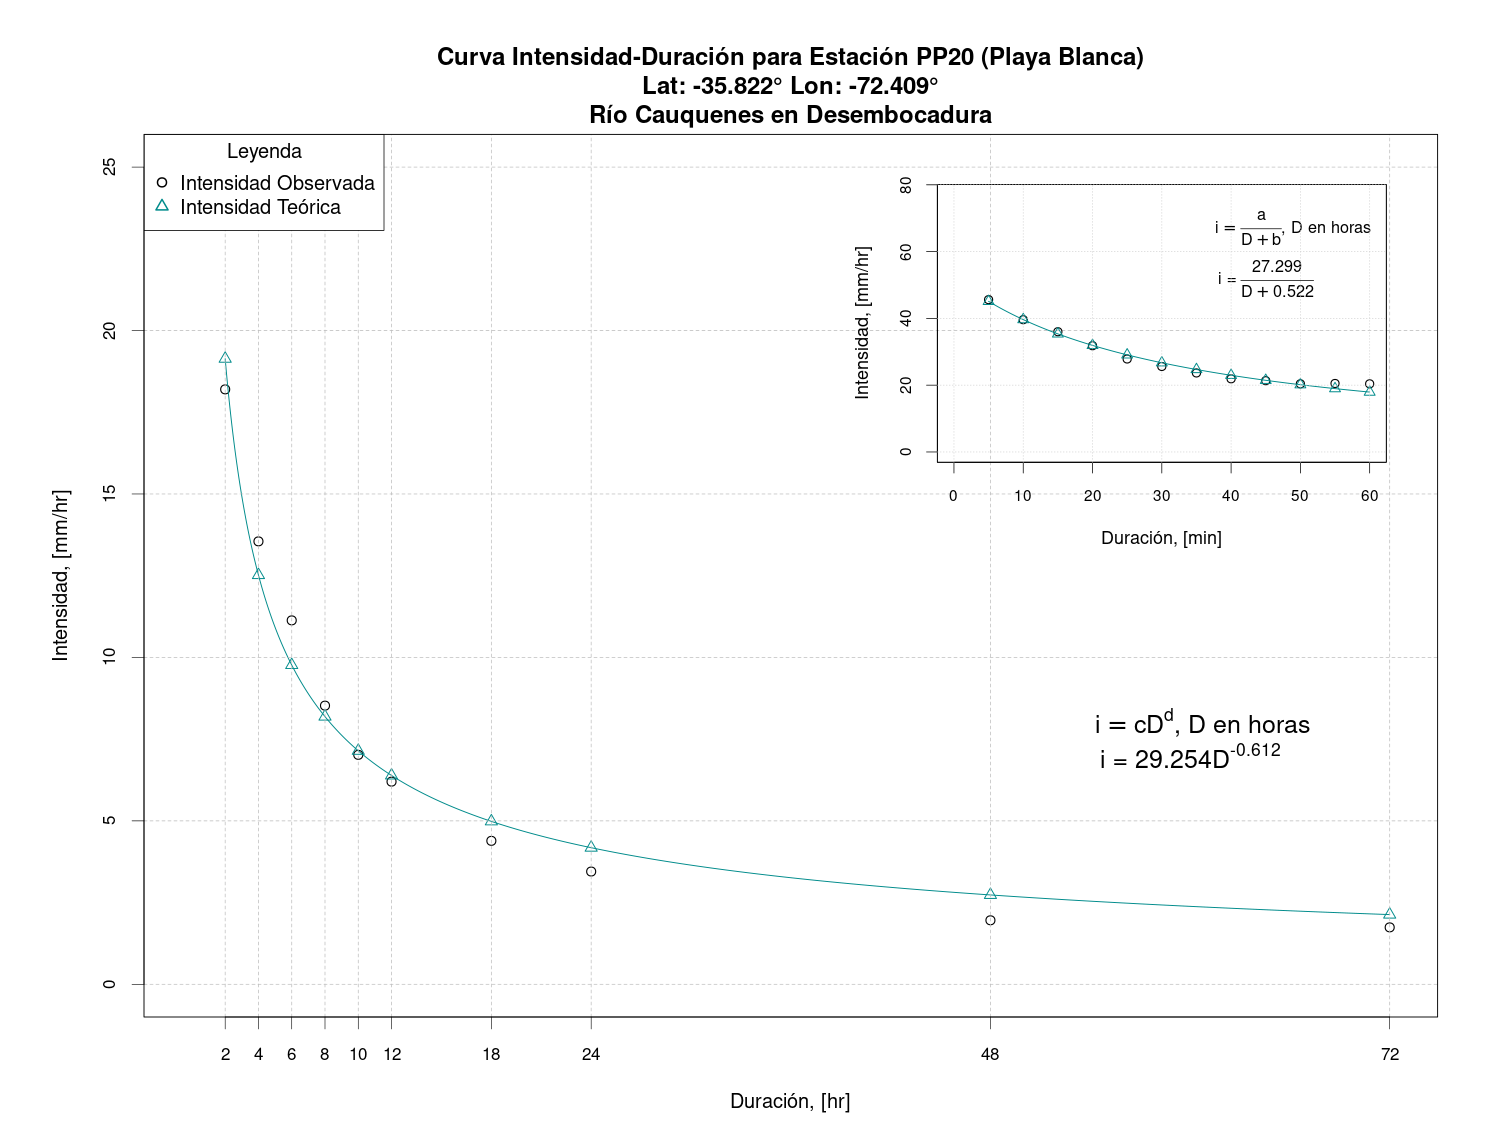 Curva Intensidad-Duración para Estación PP20 (Playa Blanca)
Lat: -35.822° Lon: -72.409°
Río Cauquenes en Desembocadura
Leyenda
Intensidad Observada
Intensidad Teórica
Intensidad, [mm/hr]
25
20
15
10
5
0
2 4 6 8 10 12 18 24 48 72
Duración, [hr]
Intensidad, [mm/hr]
80
60
40
20
0
0 10 20 30 40 50 60
Duración, [min]
i = a / (D + b), D en horas
i = 27.299 / (D + 0.522)
i = cD^d, D en horas
i = 29.254D^-0.612